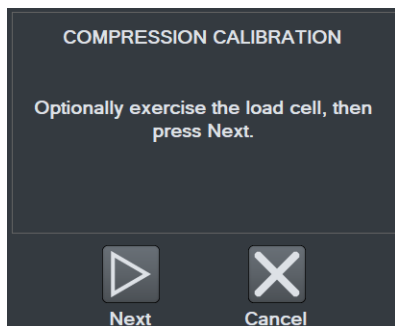 COMPRESSION CALIBRATION
Optionally exercise the load cell, then
press Next.
Next
Cancel